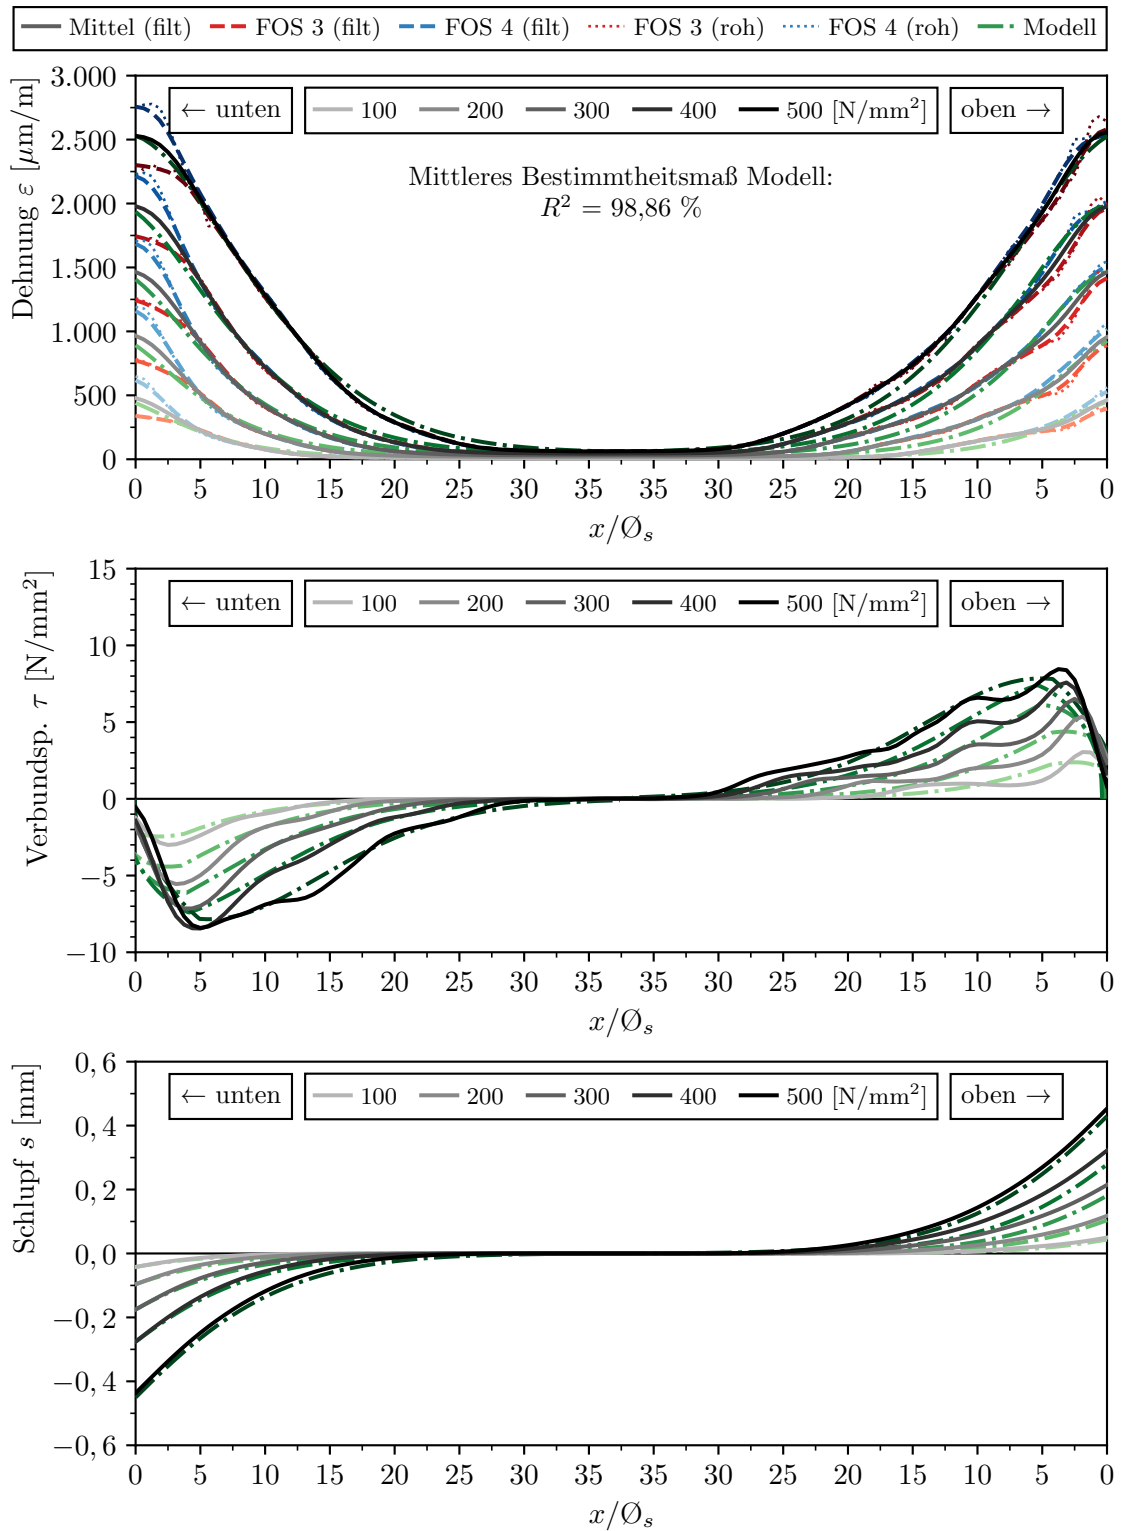 Mittel (filt) FOS 3 (filt) FOS 4 (filt) FOS 3 (roh) FOS 4 (roh) Modell
Dehnung ε [μm/m]
3.000
2.500
2.000
1.500
1.000
500
0
← unten
100 200 300 400 500 [N/mm²]
oben →
Mittleres Bestimmtheitsmaß Modell:
R² = 98,86 %
0 5 10 15 20 25 30 35 35 30 25 20 15 10 5 0
x/Ø_s
Verbundsp. τ [N/mm²]
15
10
5
0
−5
−10
← unten
100 200 300 400 500 [N/mm²]
oben →
0 5 10 15 20 25 30 35 35 30 25 20 15 10 5 0
x/Ø_s
Schlupf s [mm]
0,6
0,4
0,2
0,0
−0,2
−0,4
−0,6
← unten
100 200 300 400 500 [N/mm²]
oben →
0 5 10 15 20 25 30 35 35 30 25 20 15 10 5 0
x/Ø_s